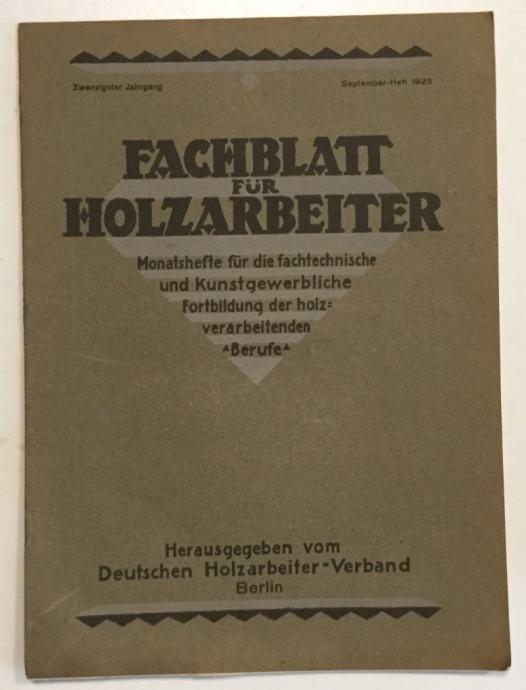 Zwanzigster Jahrgang
September-Heft 1925
FACHBLATT
FÜR
HOLZARBEITER
Monatshefte für die fachtechnische
und Kunstgewerbliche
Fortbildung der holz=
verarbeitenden
Berufe
Herausgegeben vom
Deutschen Holzarbeiter-Verband
Berlin